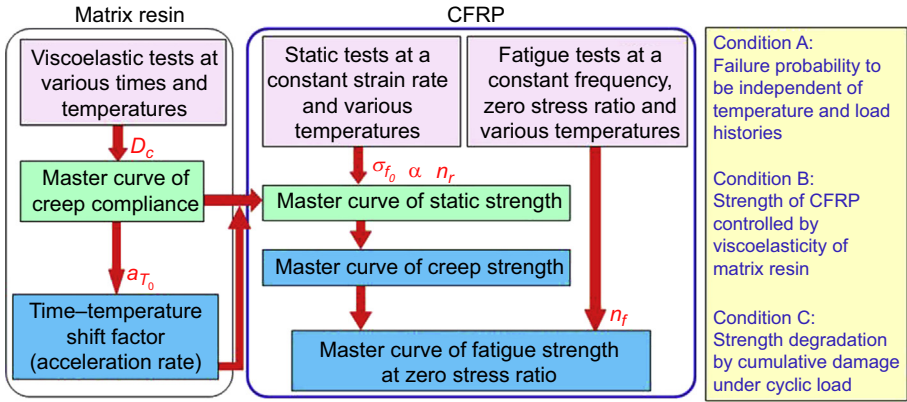 Matrix resin
Viscoelastic tests at
various times and
temperatures
D_c
Master curve of
creep compliance
a_{T_0}
Time–temperature
shift factor
(acceleration rate)
CFRP
Static tests at a
constant strain rate
and various
temperatures
σ_{f_0} α n_r
Master curve of static strength
Master curve of creep strength
Fatigue tests at a
constant frequency,
zero stress ratio and
various temperatures
n_f
Master curve of fatigue strength
at zero stress ratio
Condition A:
Failure probability to
be independent of
temperature and load
histories
Condition B:
Strength of CFRP
controlled by
viscoelasticity of
matrix resin
Condition C:
Strength degradation
by cumulative damage
under cyclic load